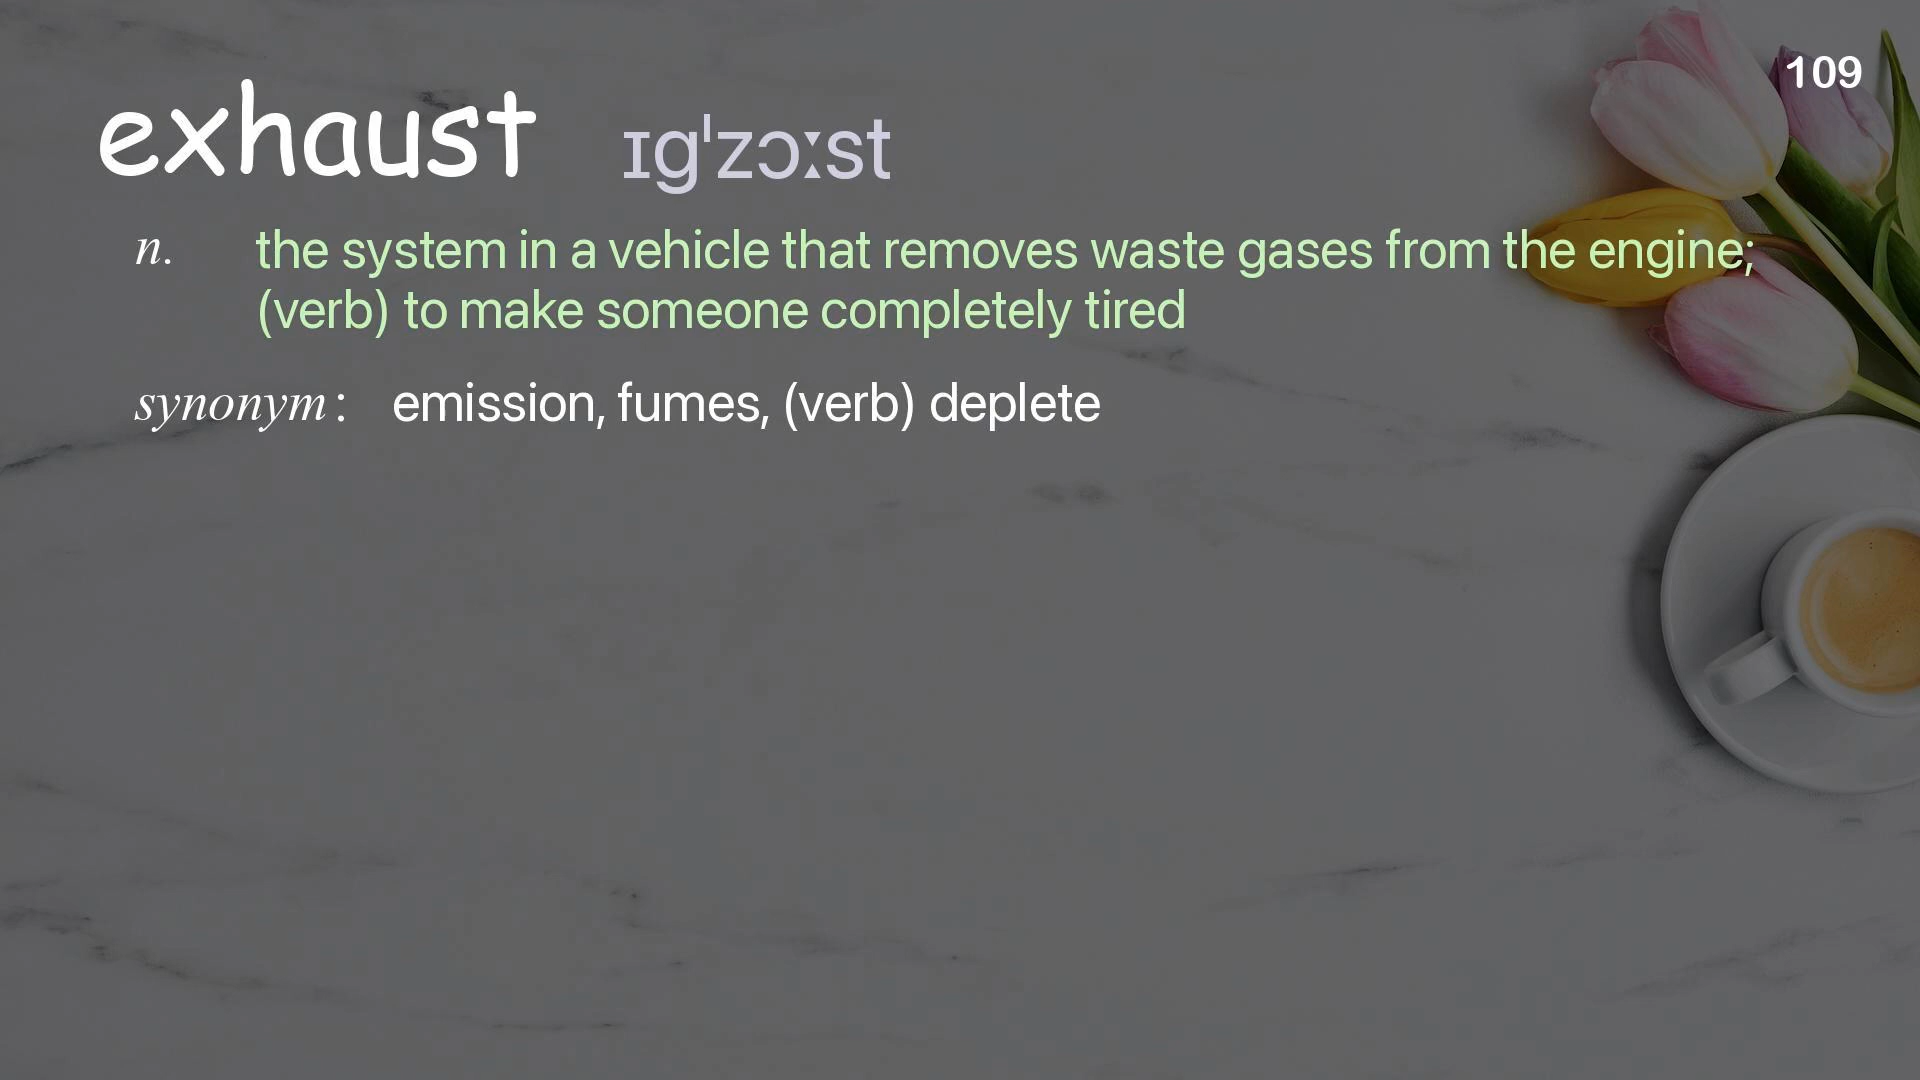 109
exhaust ɪɡˈzɔːst
n. the system in a vehicle that removes waste gases from the engine;
(verb) to make someone completely tired
synonym: emission, fumes, (verb) deplete